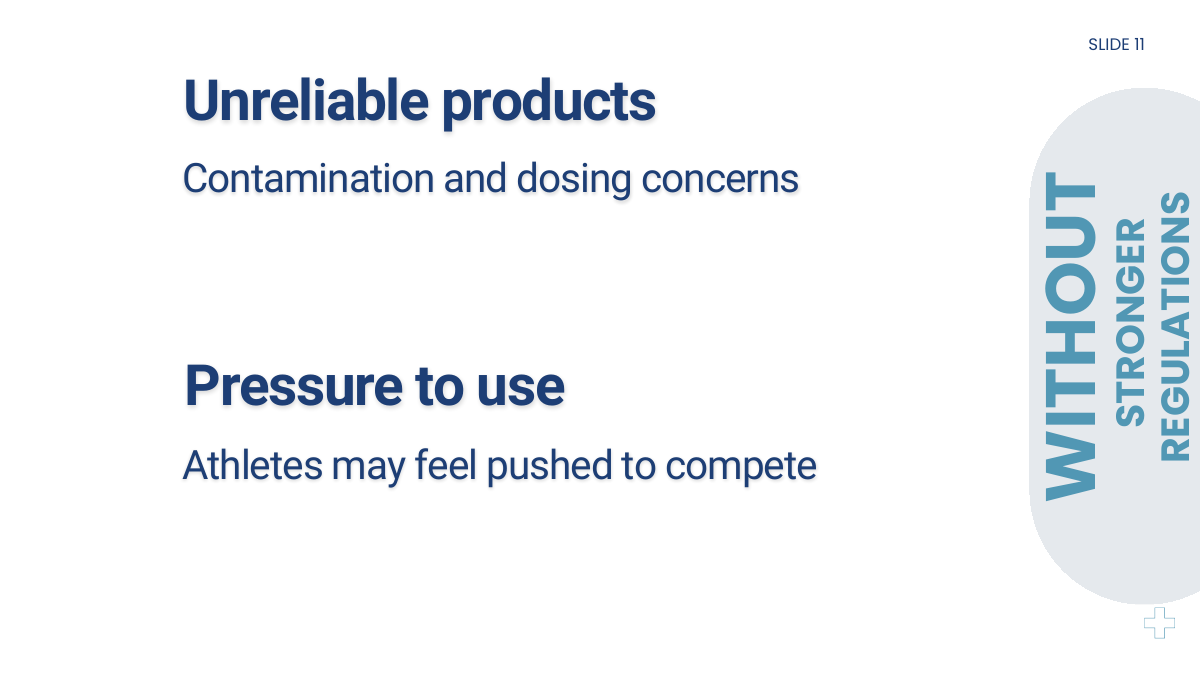 SLIDE 11
Unreliable products
Contamination and dosing concerns
Pressure to use
Athletes may feel pushed to compete
WITHOUT
STRONGER
REGULATIONS